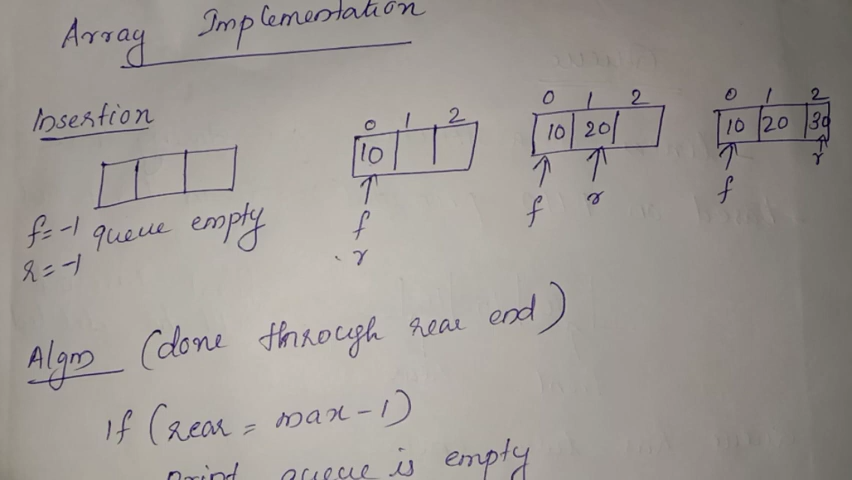 Array Implementation
Insertion
0 1 2
10
f
r
0 1 2
10 20
f r
0 1 2
10 20 30
f r
f=-1 queue empty
r=-1
Algm (done through rear end)
If (rear = max-1)
print queue is empty